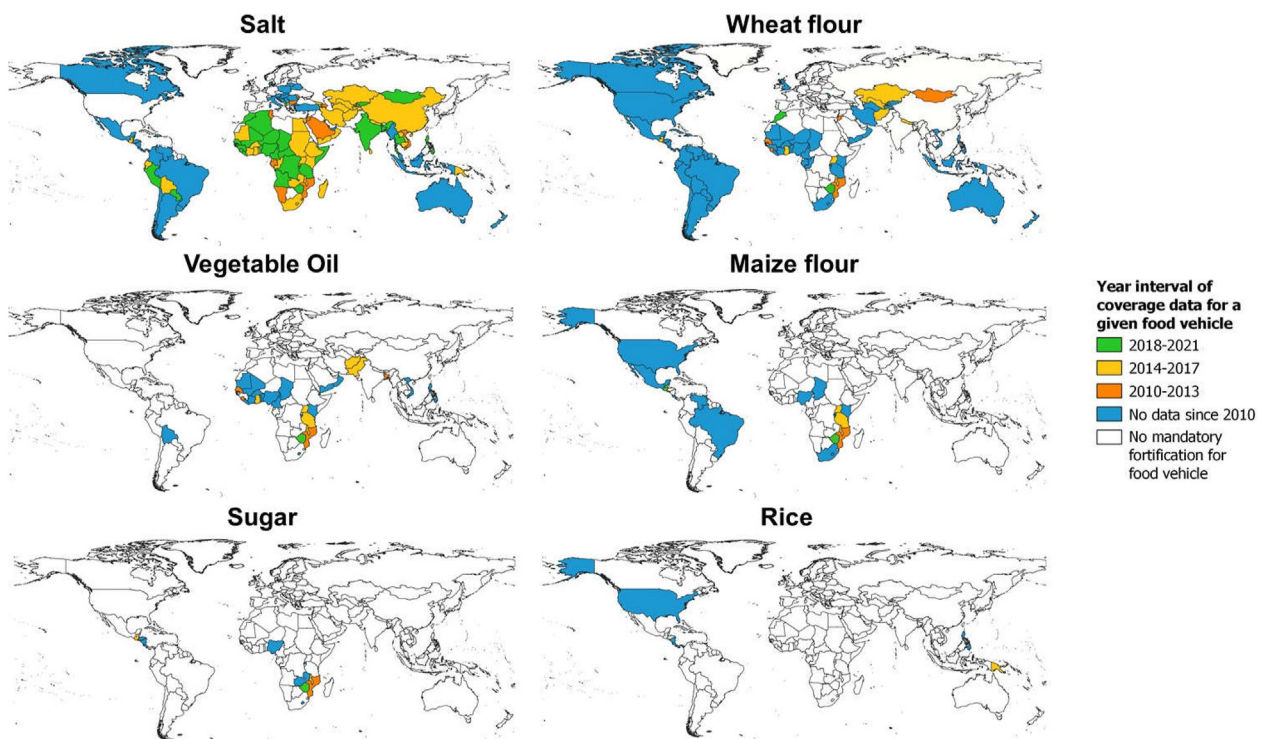 Salt
Wheat flour
Vegetable Oil
Maize flour
Sugar
Rice
Year interval of
coverage data for a
given food vehicle
2018-2021
2014-2017
2010-2013
No data since 2010
No mandatory
fortification for
food vehicle